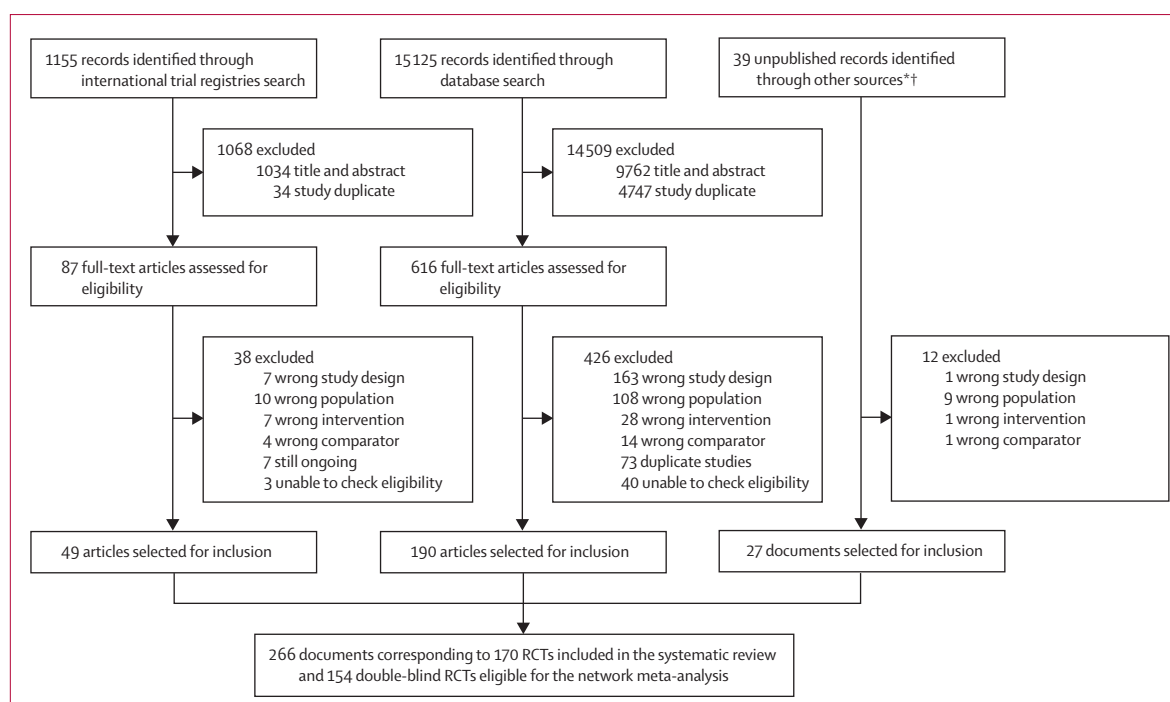 1155 records identified through
international trial registries search
15 125 records identified through
database search
39 unpublished records identified
through other sources*†
1068 excluded
1034 title and abstract
34 study duplicate
14 509 excluded
9762 title and abstract
4747 study duplicate
87 full-text articles assessed for
eligibility
616 full-text articles assessed for
eligibility
38 excluded
7 wrong study design
10 wrong population
7 wrong intervention
4 wrong comparator
7 still ongoing
3 unable to check eligibility
426 excluded
163 wrong study design
108 wrong population
28 wrong intervention
14 wrong comparator
73 duplicate studies
40 unable to check eligibility
12 excluded
1 wrong study design
9 wrong population
1 wrong intervention
1 wrong comparator
49 articles selected for inclusion
190 articles selected for inclusion
27 documents selected for inclusion
266 documents corresponding to 170 RCTs included in the systematic review
and 154 double-blind RCTs eligible for the network meta-analysis